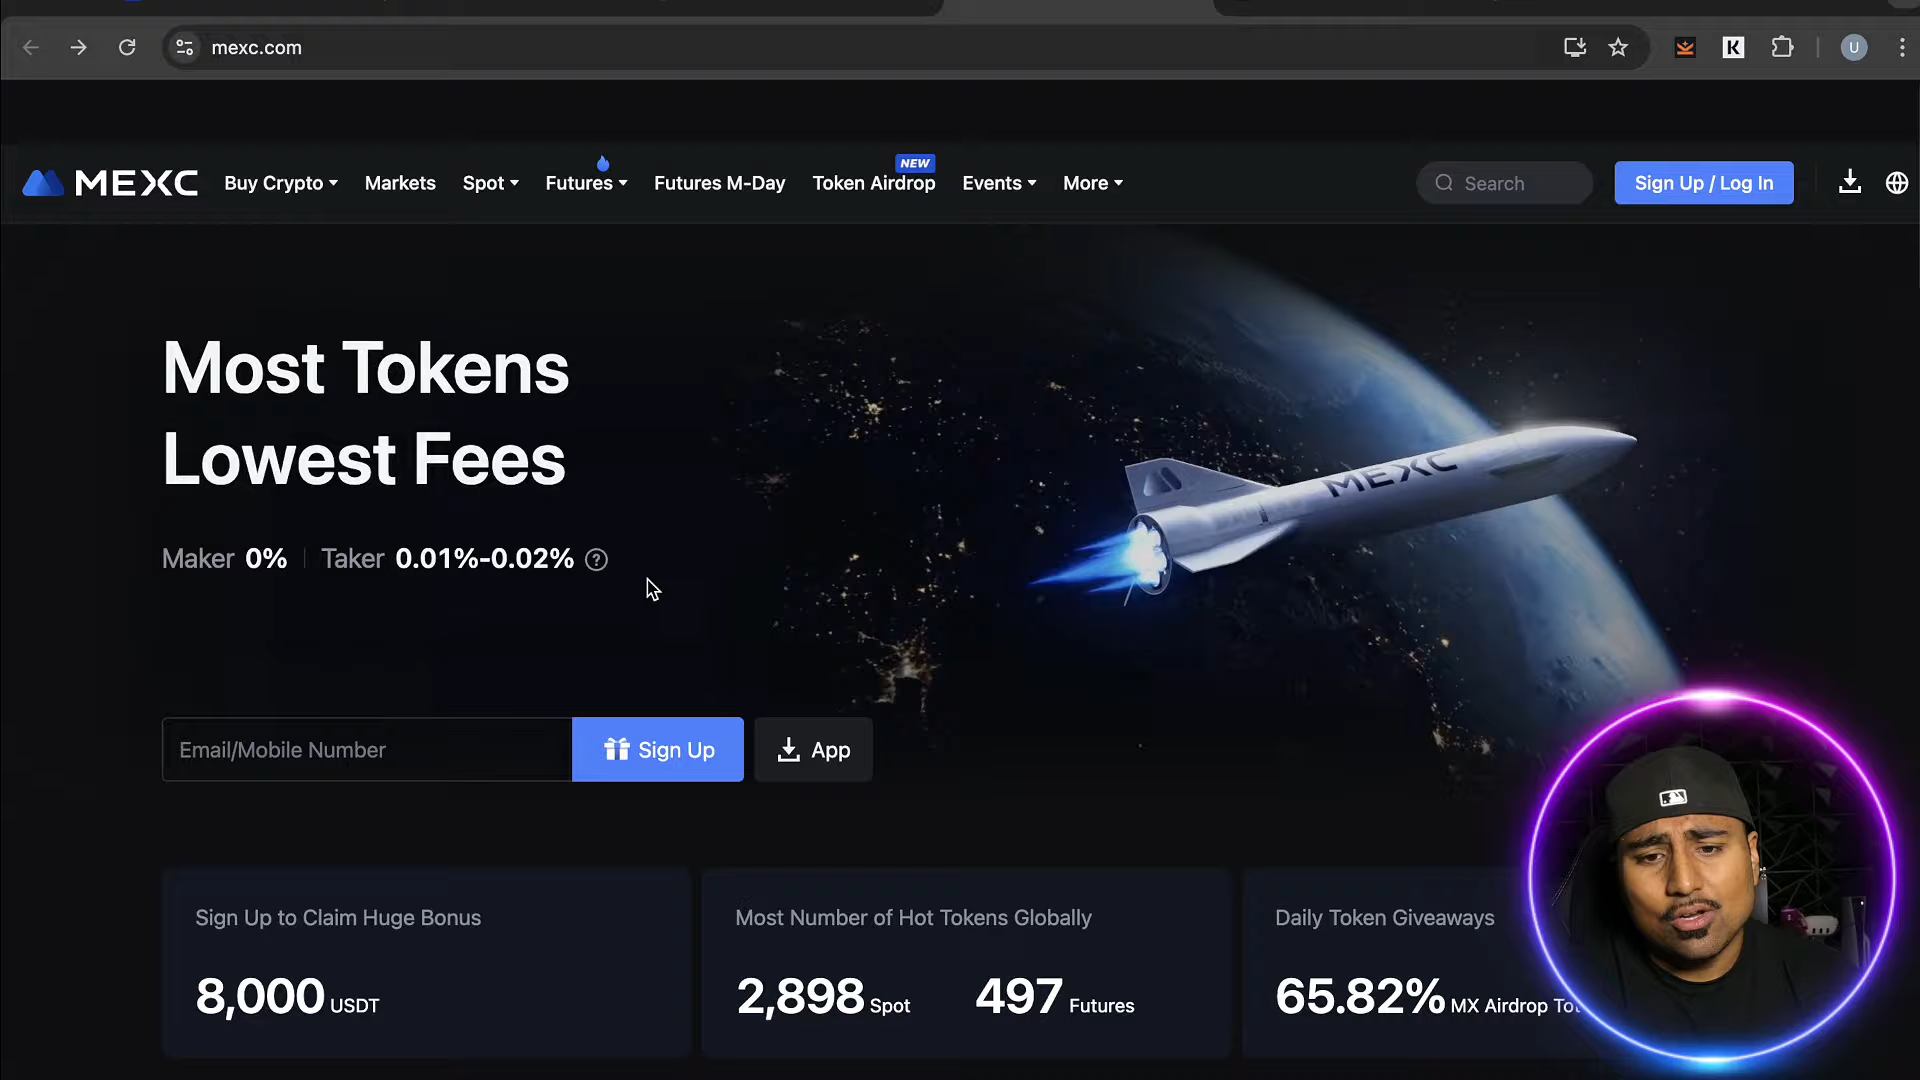 mexc.com
K
U
MEXC
Buy Crypto
Markets
Spot
Futures
Futures M-Day
NEW
Token Airdrop
Events
More
Search
Sign Up / Log In
Most Tokens
Lowest Fees
MEXC
Maker 0% | Taker 0.01%-0.02% ?
Email/Mobile Number
Sign Up
App
Sign Up to Claim Huge Bonus
8,000 USDT
Most Number of Hot Tokens Globally
2,898 Spot
497 Futures
Daily Token Giveaways
65.82% MX Airdrop